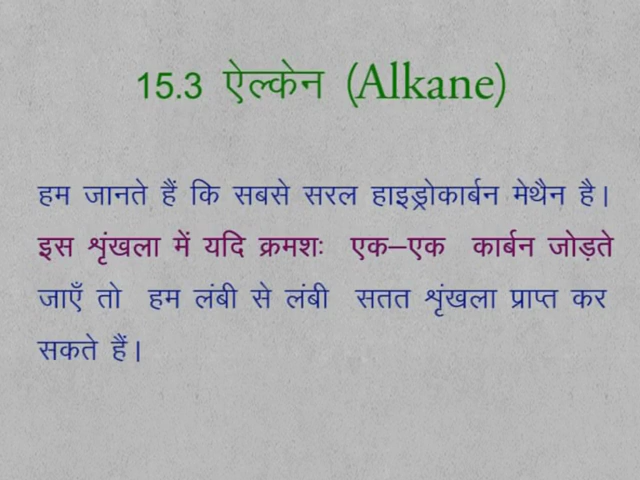 15.3 ऐल्केन (Alkane)
हम जानते हैं कि सबसे सरल हाइड्रोकार्बन मेथैन है।
इस शृंखला में यदि क्रमशः एक–एक कार्बन जोड़ते
जाएँ तो हम लंबी से लंबी सतत शृंखला प्राप्त कर
सकते हैं।